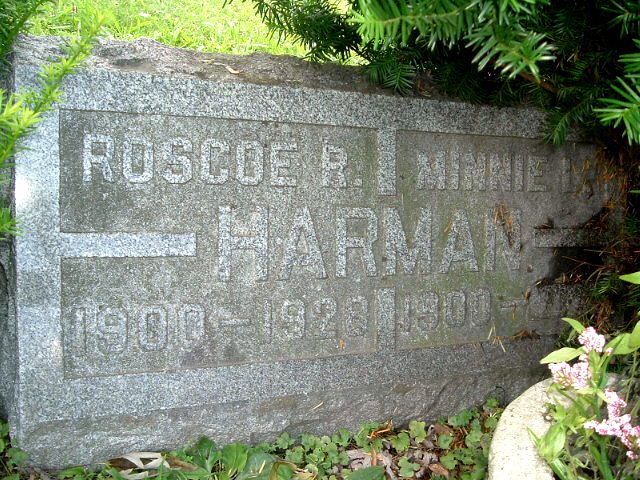 ROSCOE R. MINNIE
HARMAN
1900 - 1928 1900 -